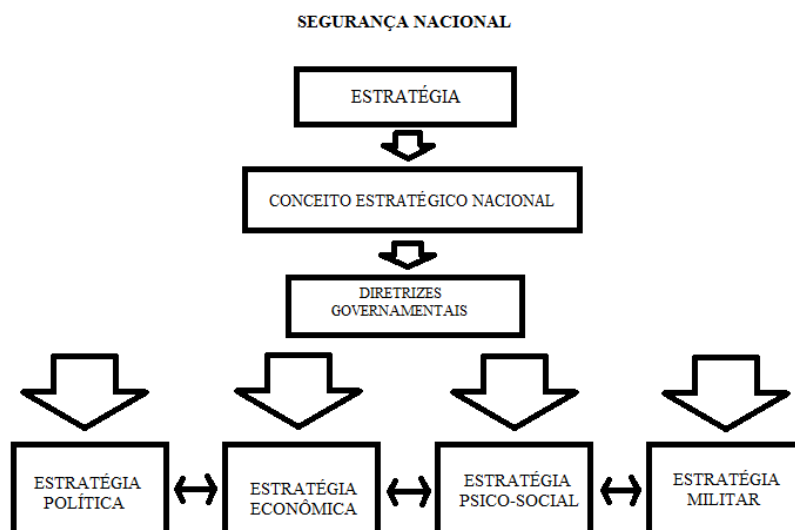 SEGURANÇA NACIONAL
ESTRATÉGIA
CONCEITO ESTRATÉGICO NACIONAL
DIRETRIZES
GOVERNAMENTAIS
ESTRATÉGIA
POLÍTICA
ESTRATÉGIA
ECONÔMICA
ESTRATÉGIA
PSICO-SOCIAL
ESTRATÉGIA
MILITAR